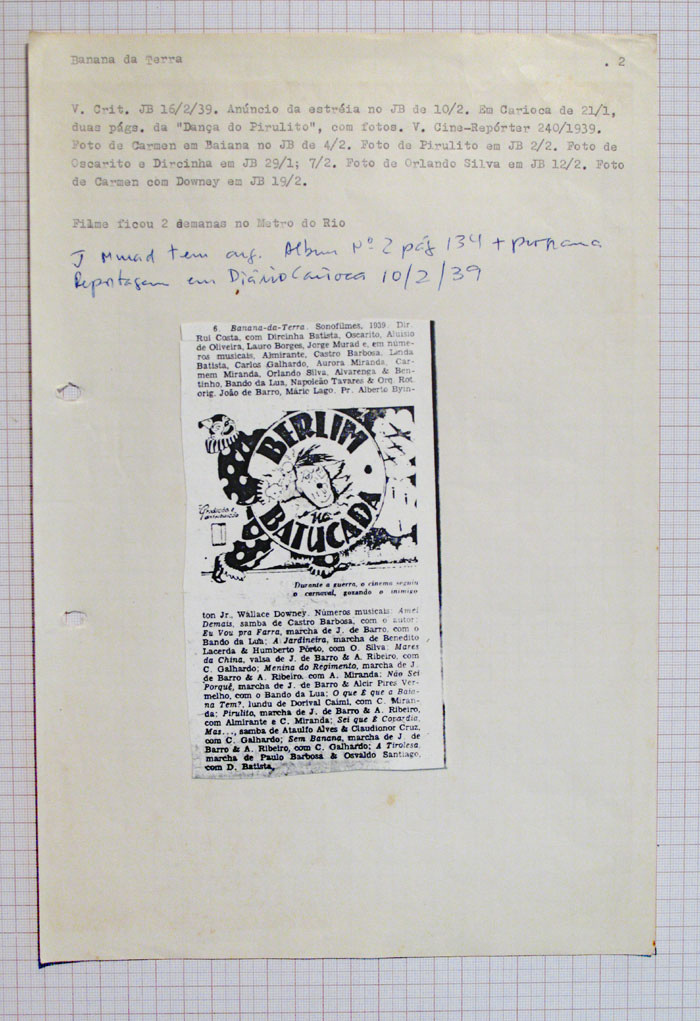 Banana da Terra . 2
V. Crit. JB 16/2/39. Anúncio da estréia no JB de 10/2. Em Carioca de 21/1,
duas págs. da "Dança do Pirulito", com fotos. V. Cine-Repórter 240/1939.
Foto de Carmen em Baiana no JB de 4/2. Foto de Pirulito em JB 2/2. Foto de
Oscarito e Dircinha em JB 29/1; 7/2. Foto de Orlando Silva em JB 12/2. Foto
de Carmen com Downey em JB 19/2.
Filme ficou 2 demanas no Metro do Rio
J Murad tem arg. Album Nº 2 pág 134 + programa
Reportagem em Diário Carioca 10/2/39
6. Banana-da-Terra. Sonofilmes, 1939. Dir.
Rui Costa, com Dircinha Batista, Oscarito, Aluísio
de Oliveira, Lauro Borges, Jorge Murad e, em núme-
ros musicais, Almirante, Castro Barbosa, Linda
Batista, Carlos Galhardo, Aurora Miranda, Car-
mem Miranda, Orlando Silva, Alvarenga & Ben-
tinho, Bando da Lua, Napoleão Tavares & Orq. Rot.
orig. João de Barro, Mário Lago. Pr. Alberto Byin-
BERLIM
na
BATUCADA
Produção e
Distribuição
Durante a guerra, o cinema seguiu
o carnaval, gozando o inimigo
ton Jr., Wallace Downey. Números musicais: Amei
Demais, samba de Castro Barbosa, com o autor;
Eu Vou pra Farra, marcha de J. de Barro, com o
Bando da Lua; A Jardineira, marcha de Benedito
Lacerda & Humberto Pôrto, com O. Silva; Mares
da China, valsa de J. de Barro & A. Ribeiro, com
C. Galhardo; Menina do Regimento, marcha de J.
de Barro & A. Ribeiro. com A. Miranda; Não Sei
Porquê, marcha de J. de Barro & Alcir Pires Ver-
melho, com o Bando da Lua; O que É que a Baia-
na Tem?, lundu de Dorival Caimi, com C. Miran-
da; Pirulito, marcha de J. de Barro & A. Ribeiro,
com Almirante e C. Miranda; Sei que É Copardia,
Mas..., samba de Ataulfo Alves & Claudionor Cruz,
com C. Galhardo; Sem Banana, marcha de J. de
Barro & A. Ribeiro, com C. Galhardo; A Tirolesa,
marcha de Paulo Barbosa & Osvaldo Santiago,
com D. Batista.